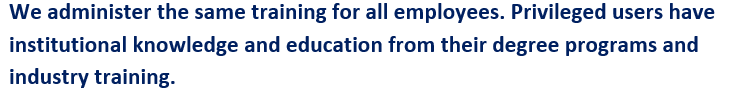 We administer the same training for all employees. Privileged users have
institutional knowledge and education from their degree programs and
industry training.